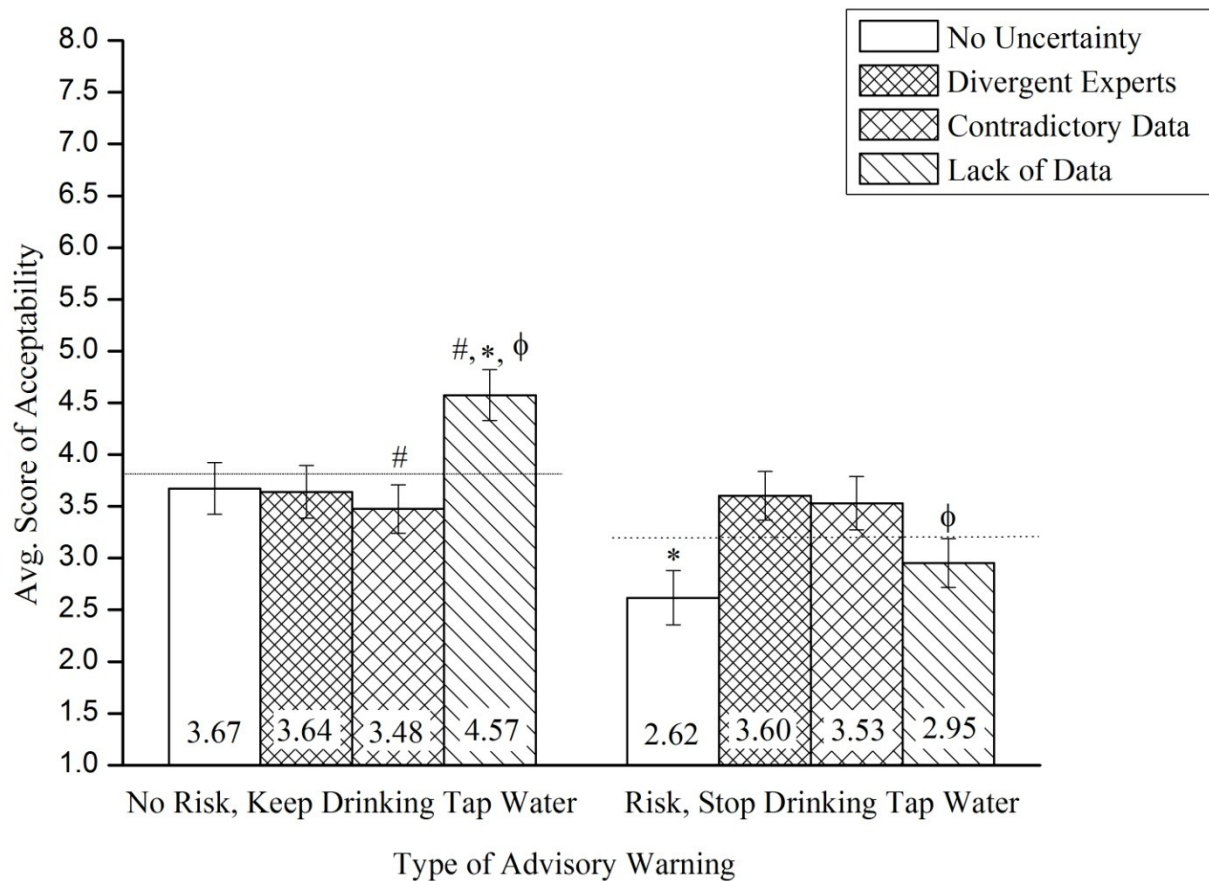 No Uncertainty
Divergent Experts
Contradictory Data
Lack of Data
Avg. Score of Acceptability
8.0
7.5
7.0
6.5
6.0
5.5
5.0
4.5
4.0
3.5
3.0
2.5
2.0
1.5
1.0
#, *, ϕ
#
*
ϕ
3.67 3.64 3.48 4.57 2.62 3.60 3.53 2.95
No Risk, Keep Drinking Tap Water Risk, Stop Drinking Tap Water
Type of Advisory Warning